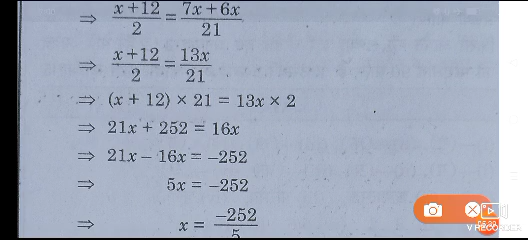 ⇒ x+12/2 = 7x+6x/21
⇒ x+12/2 = 13x/21
⇒ (x + 12) × 21 = 13x × 2
⇒ 21x + 252 = 16x
⇒ 21x – 16x = –252
⇒ 5x = –252
⇒ x = –252/5
V RECORDER